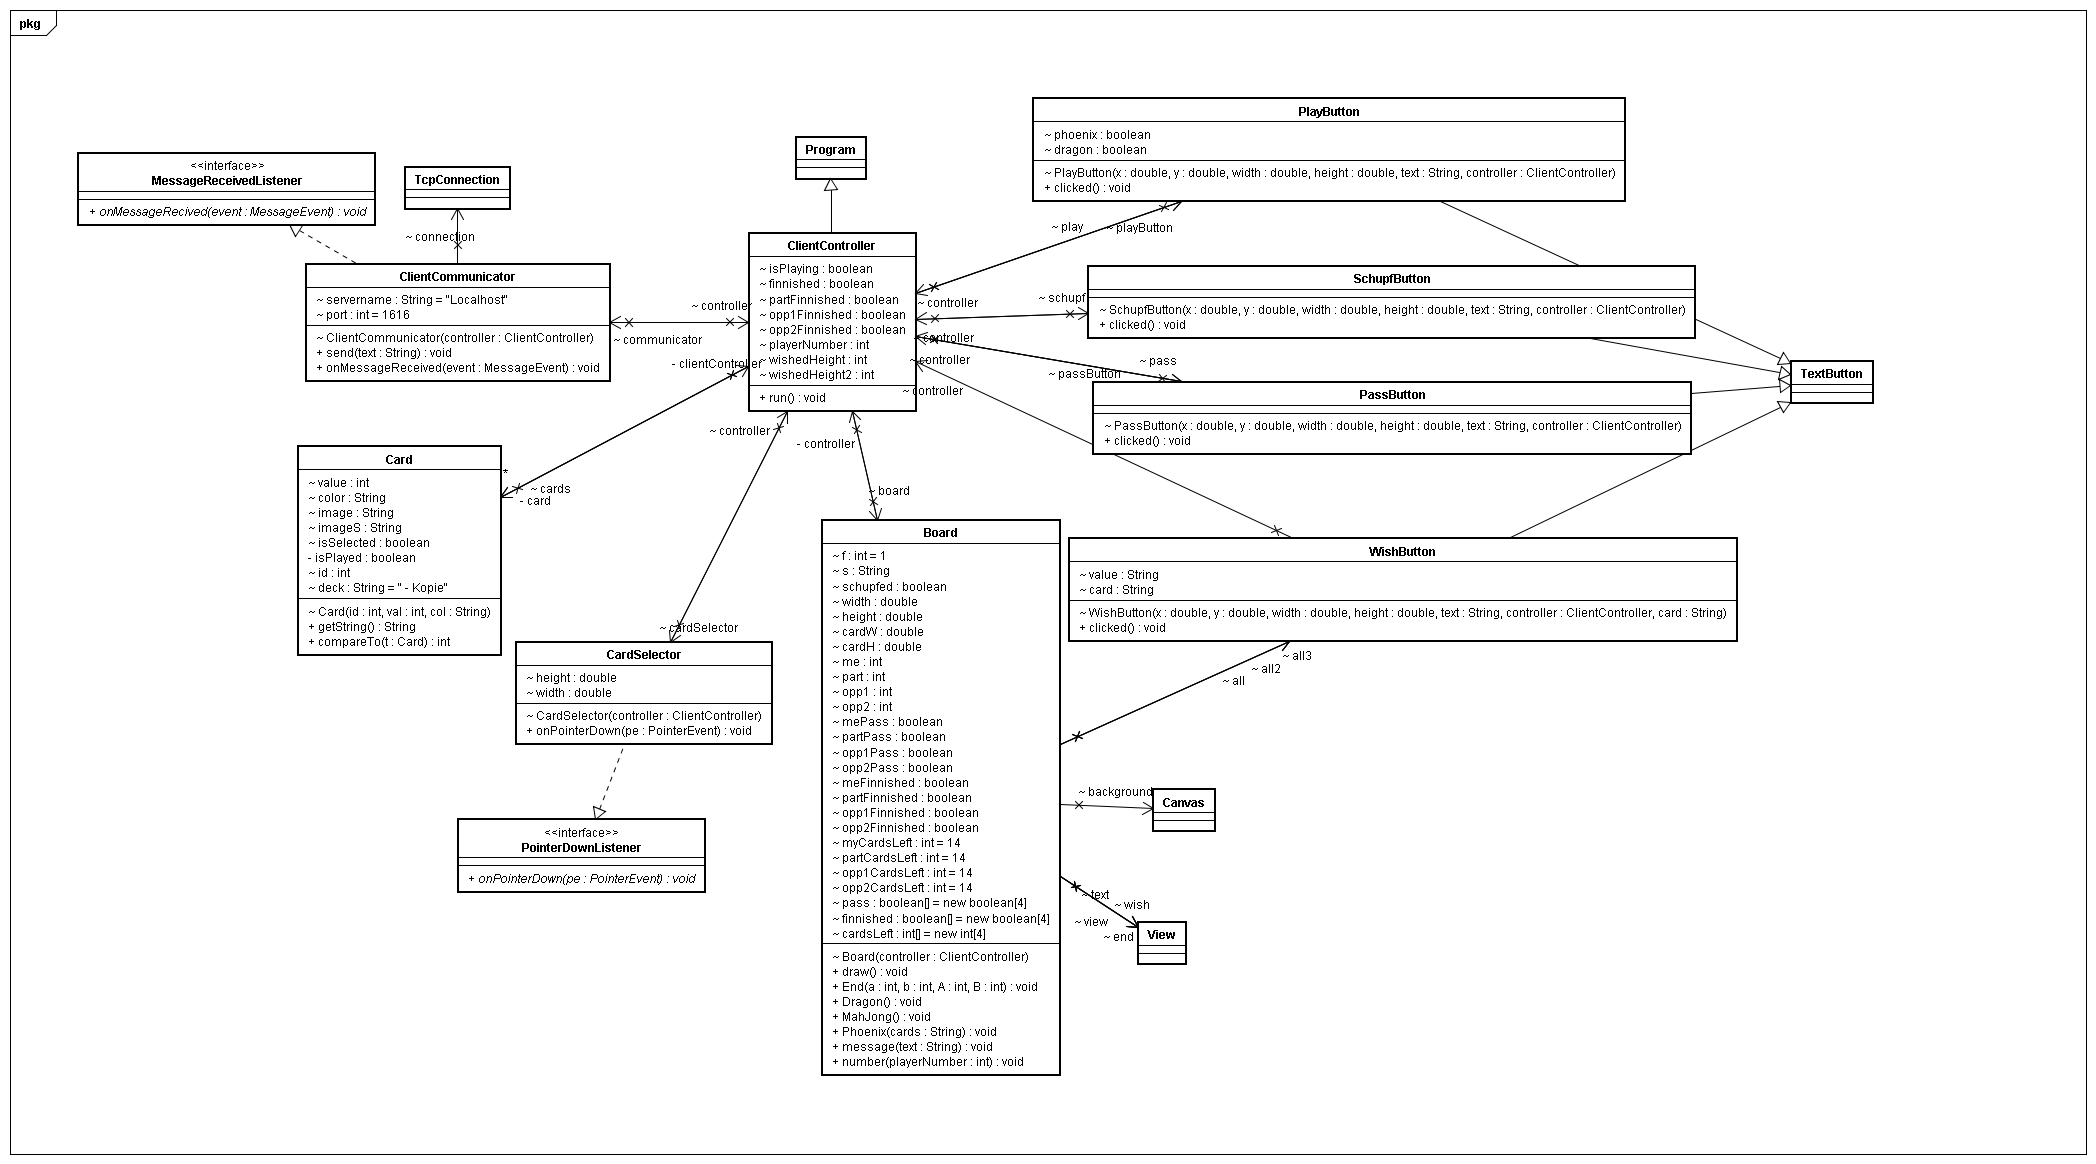 pkg
<<interface>>
MessageReceivedListener
+ onMessageRecived(event : MessageEvent) : void
TcpConnection
~ connection
ClientCommunicator
~ servername : String = "Localhost"
~ port : int = 1616
~ ClientCommunicator(controller : ClientController)
+ send(text : String) : void
+ onMessageReceived(event : MessageEvent) : void
~ controller
~ communicator
- clientController
Program
ClientController
~ isPlaying : boolean
~ finnished : boolean
~ partFinnished : boolean
~ opp1Finnished : boolean
~ opp2Finnished : boolean
~ playerNumber : int
~ wishedHeight : int
~ wishedHeight2 : int
+ run() : void
PlayButton
~ phoenix : boolean
~ dragon : boolean
~ PlayButton(x : double, y : double, width : double, height : double, text : String, controller : ClientController)
+ clicked() : void
~ play
~ playButton
~ controller
~ schupf
SchupfButton
~ SchupfButton(x : double, y : double, width : double, height : double, text : String, controller : ClientController)
+ clicked() : void
~ controller
~ controller
~ pass
~ passButton
~ controller
PassButton
~ PassButton(x : double, y : double, width : double, height : double, text : String, controller : ClientController)
+ clicked() : void
TextButton
WishButton
~ value : String
~ card : String
~ WishButton(x : double, y : double, width : double, height : double, text : String, controller : ClientController, card : String)
+ clicked() : void
~ all3
~ all2
~ all
Card
~ value : int
~ color : String
~ image : String
~ imageS : String
~ isSelected : boolean
- isPlayed : boolean
~ id : int
~ deck : String = " - Kopie"
~ Card(id : int, val : int, col : String)
+ getString() : String
+ compareTo(t : Card) : int
*
~ cards
- card
~ controller
- controller
~ board
~ cardSelector
CardSelector
~ height : double
~ width : double
~ CardSelector(controller : ClientController)
+ onPointerDown(pe : PointerEvent) : void
<<interface>>
PointerDownListener
+ onPointerDown(pe : PointerEvent) : void
Board
~ f : int = 1
~ s : String
~ schupfed : boolean
~ width : double
~ height : double
~ cardW : double
~ cardH : double
~ me : int
~ part : int
~ opp1 : int
~ opp2 : int
~ mePass : boolean
~ partPass : boolean
~ opp1Pass : boolean
~ opp2Pass : boolean
~ meFinnished : boolean
~ partFinnished : boolean
~ opp1Finnished : boolean
~ opp2Finnished : boolean
~ myCardsLeft : int = 14
~ partCardsLeft : int = 14
~ opp1CardsLeft : int = 14
~ opp2CardsLeft : int = 14
~ pass : boolean[] = new boolean[4]
~ finnished : boolean[] = new boolean[4]
~ cardsLeft : int[] = new int[4]
~ Board(controller : ClientController)
+ draw() : void
+ End(a : int, b : int, A : int, B : int) : void
+ Dragon() : void
+ MahJong() : void
+ Phoenix(cards : String) : void
+ message(text : String) : void
+ number(playerNumber : int) : void
~ background
Canvas
~ text
~ wish
~ view
~ end
View